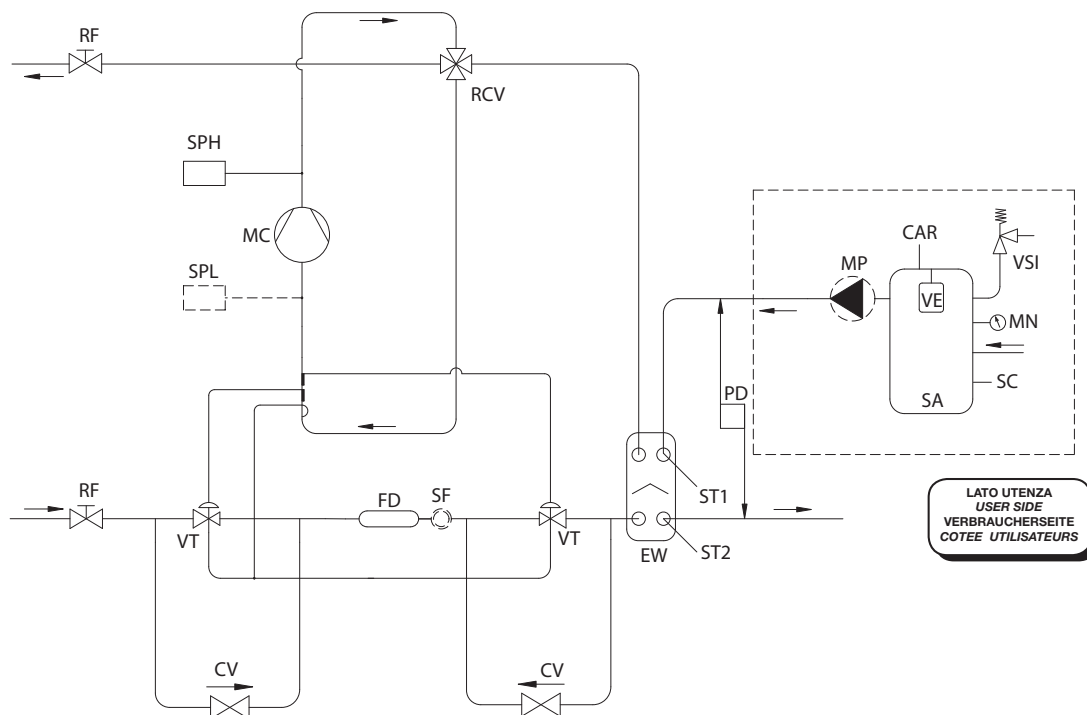 RF
RCV
SPH
MC
SPL
CAR
MP
VSI
VE
MN
SC
SA
PD
RF
FD
SF
ST1
VT
VT
EW
ST2
CV
CV
LATO UTENZA
USER SIDE
VERBRAUCHERSEITE
COTEE UTILISATEURS